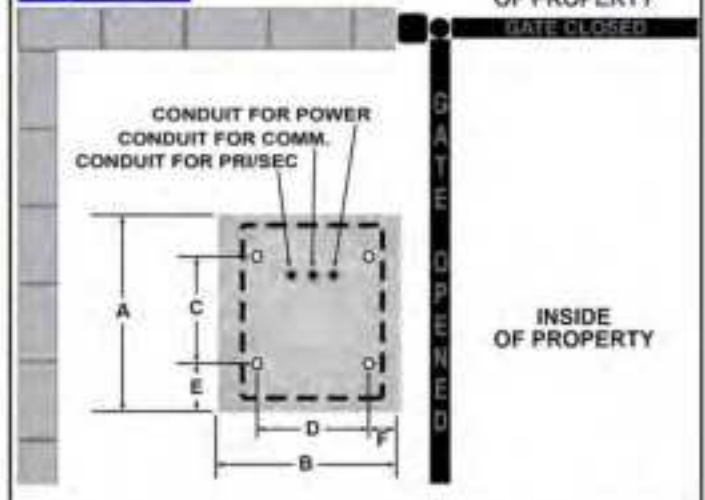 OF PROPERTY
GATE CLOSED
CONDUIT FOR POWER
CONDUIT FOR COMM.
CONDUIT FOR PRI/SEC
GATE OPENED
A
C
E
D
F
B
INSIDE
OF PROPERTY